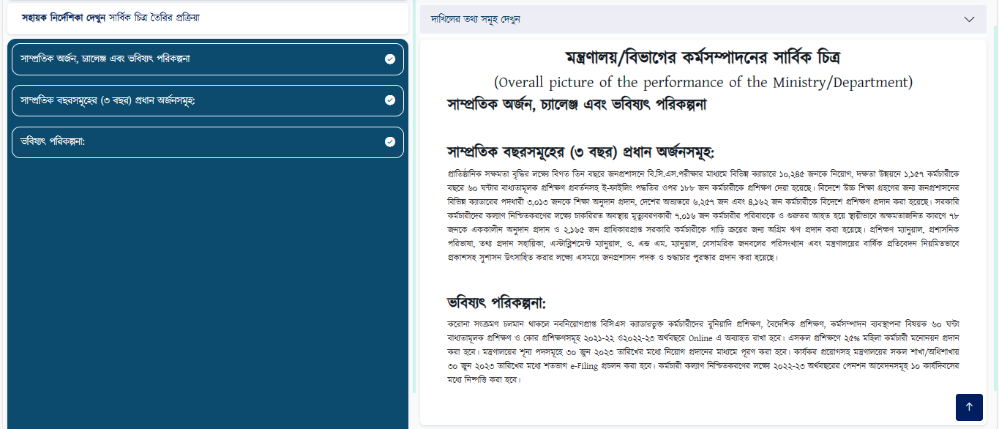 সহায়ক নির্দেশিকা দেখুন সার্বিক চিত্র তৈরির প্রক্রিয়া
সাম্প্রতিক অর্জন, চ্যালেঞ্জ এবং ভবিষ্যৎ পরিকল্পনা
সাম্প্রতিক বছরসমূহের (৩ বছর) প্রধান অর্জনসমূহ:
ভবিষ্যৎ পরিকল্পনা:
দাখিলের তথ্য সমূহ দেখুন
মন্ত্রণালয়/বিভাগের কর্মসম্পাদনের সার্বিক চিত্র
(Overall picture of the performance of the Ministry/Department)
সাম্প্রতিক অর্জন, চ্যালেঞ্জ এবং ভবিষ্যৎ পরিকল্পনা
সাম্প্রতিক বছরসমূহের (৩ বছর) প্রধান অর্জনসমূহ:
প্রাতিষ্ঠানিক সক্ষমতা বৃদ্ধির লক্ষ্যে বিগত তিন বছরে জনপ্রশাসনে বি.সি.এস.পরীক্ষার মাধ্যমে বিভিন্ন ক্যাডারে ১০,২৪৫ জনকে নিয়োগ, দক্ষতা উন্নয়নে ১,১৫৭ কর্মচারীকে
বছরে ৬০ ঘন্টার বাধ্যতামূলক প্রশিক্ষণ প্রবর্তনসহ ই-ফাইলিং পদ্ধতির ওপর ১৮৮ জন কর্মচারীকে প্রশিক্ষণ দেয়া হয়েছে। বিদেশে উচ্চ শিক্ষা গ্রহণের জন্য জনপ্রশাসনের
বিভিন্ন ক্যাডারের পদধারী ৩,০১৩ জনকে শিক্ষা অনুদান প্রদান, দেশের অভ্যন্তরে ৬,২৫৭ জন এবং ৪,১৬২ জন কর্মচারীকে বিদেশে প্রশিক্ষণ প্রদান করা হয়েছে। সরকারি
কর্মচারীদের কল্যাণ নিশ্চিতকরণের লক্ষ্যে চাকরিরত অবস্থায় মৃত্যুবরণকারী ৭,০১৬ জন কর্মচারীর পরিবারকে ও গুরুতর আহত হয়ে স্থায়ীভাবে অক্ষমতাজনিত কারণে ৭৮
জনকে এককালীন অনুদান প্রদান ও ২,১৬৫ জন প্রাধিকারপ্রাপ্ত সরকারি কর্মচারীকে গাড়ি ক্রয়ের জন্য অগ্রিম ঋণ প্রদান করা হয়েছে। প্রশিক্ষণ ম্যানুয়াল, প্রশাসনিক
পরিভাষা, তথ্য প্রদান সহায়িকা, এস্টাব্লিশমেন্ট ম্যানুয়াল, ও. এন্ড এম. ম্যানুয়াল, বেসামরিক জনবলের পরিসংখ্যান এবং মন্ত্রণালয়ের বার্ষিক প্রতিবেদন নিয়মিতভাবে
প্রকাশসহ সুশাসন উৎসাহিত করার লক্ষ্যে এসময়ে জনপ্রশাসন পদক ও শুদ্ধাচার পুরস্কার প্রদান করা হয়েছে।
ভবিষ্যৎ পরিকল্পনা:
করোনা সংক্রমণ চলমান থাকলে নবনিয়োগপ্রাপ্ত বিসিএস ক্যাডারভুক্ত কর্মচারীদের বুনিয়াদি প্রশিক্ষণ, বৈদেশিক প্রশিক্ষণ, কর্মসম্পাদন ব্যবস্থাপনা বিষয়ক ৬০ ঘন্টা
বাধ্যতামূলক প্রশিক্ষণ ও কোর প্রশিক্ষণসমূহ ২০২১-২২ ও২০২২-২৩ অর্থবছরে Online এ অব্যাহত রাখা হবে। এসকল প্রশিক্ষণে ২৫% মহিলা কর্মচারী মনোনয়ন প্রদান
করা হবে। মন্ত্রণালয়ের শূন্য পদসমূহে ৩০ জুন ২০২৩ তারিখের মধ্যে নিয়োগ প্রদানের মাধ্যমে পূরণ করা হবে। কার্যকর প্রয়োগসহ মন্ত্রণালয়ের সকল শাখা/অধিশাখায়
৩০ জুন ২০২৩ তারিখের মধ্যে শতভাগ e-Filing প্রচলন করা হবে। কর্মচারী কল্যাণ নিশ্চিতকরণের লক্ষ্যে ২০২২-২৩ অর্থবছরের পেনশন আবেদনসমূহ ১০ কার্যদিবসের
মধ্যে নিষ্পত্তি করা হবে।